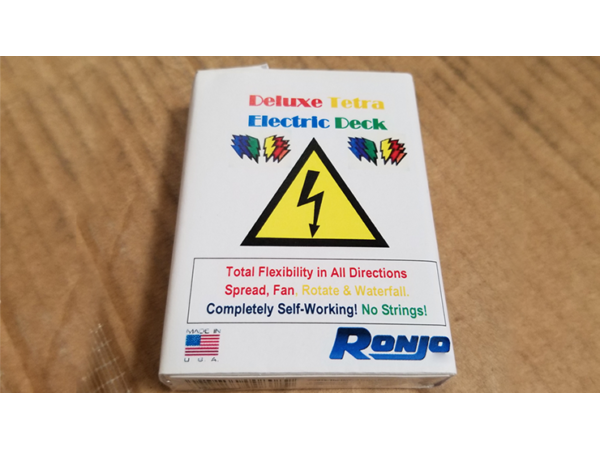 Deluxe Tetra
Electric Deck
Total Flexibility in All Directions
Spread, Fan, Rotate & Waterfall.
Completely Self-Working! No Strings!
MADE IN
U.S.A.
RONJO